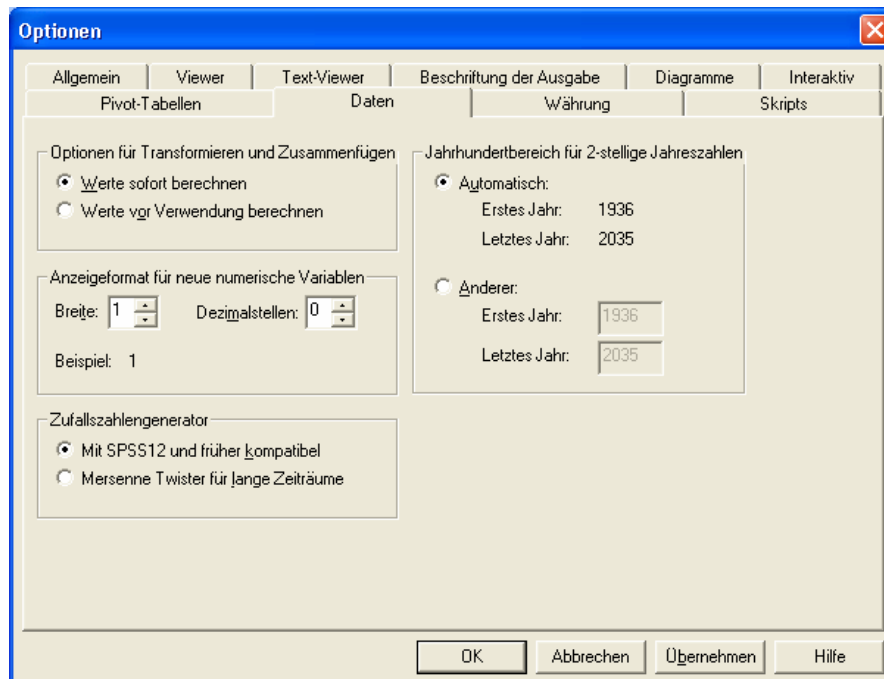 Optionen
Allgemein
Viewer
Text-Viewer
Beschriftung der Ausgabe
Diagramme
Interaktiv
Pivot-Tabellen
Daten
Währung
Skripts
Optionen für Transformieren und Zusammenfügen
Werte sofort berechnen
Werte vor Verwendung berechnen
Anzeigeformat für neue numerische Variablen
Breite: 1 Dezimalstellen: 0
Beispiel: 1
Zufallszahlengenerator
Mit SPSS12 und früher kompatibel
Mersenne Twister für lange Zeiträume
Jahrhundertbereich für 2-stellige Jahreszahlen
Automatisch:
Erstes Jahr: 1936
Letztes Jahr: 2035
Anderer:
Erstes Jahr: 1936
Letztes Jahr: 2035
OK
Abbrechen
Übernehmen
Hilfe